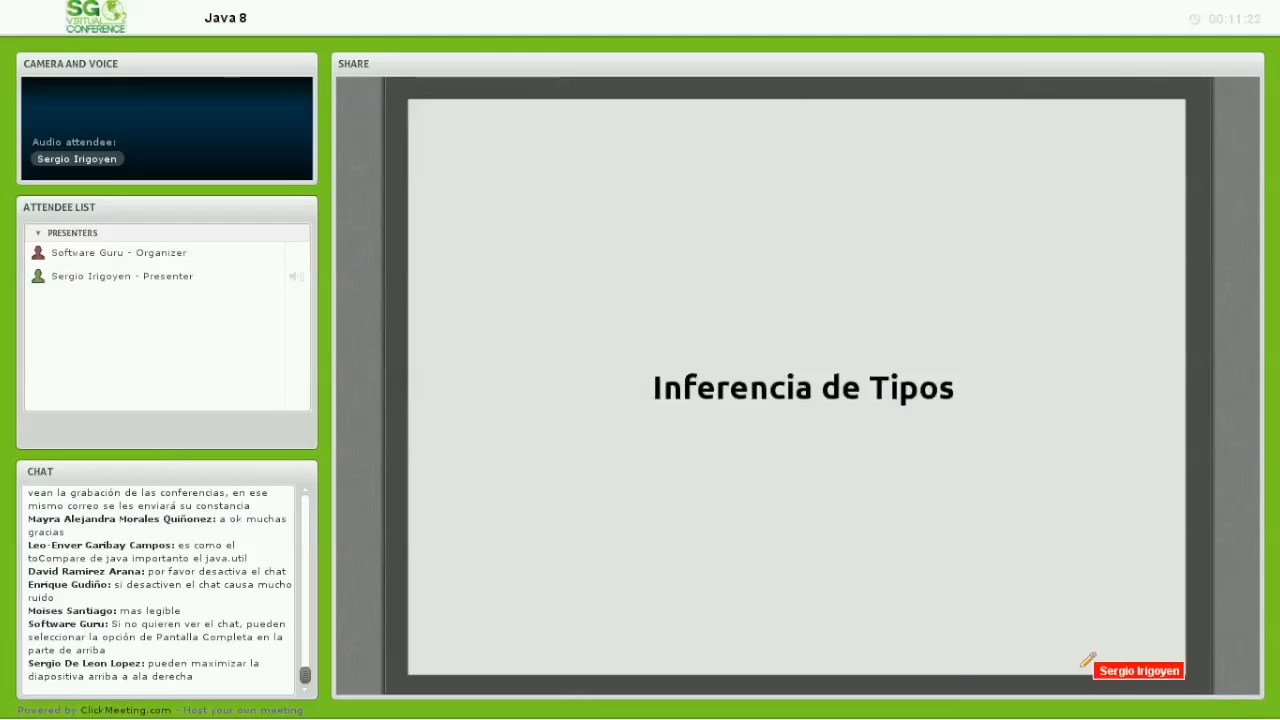 SG
VIRTUAL
CONFERENCE
Java 8
00:11:23
CAMERA AND VOICE
Audio attendee:
Sergio Irigoyen
ATTENDEE LIST
PRESENTERS
Software Guru - Organizer
Sergio Irigoyen - Presenter
CHAT
vean la grabación de las conferencias, en ese
mismo correo se les enviará su constancia
Mayra Alejandra Morales Quiñonez: a ok muchas
gracias
Leo-Enver Garibay Campos: es como el
toCompare de java importanto el java.util
David Ramirez Arana: por favor desactiva el chat
Enrique Gudiño: si desactiven el chat causa mucho
ruido
Moises Santiago: mas legible
Software Guru: Si no quieren ver el chat, pueden
seleccionar la opción de Pantalla Completa en la
parte de arriba
Sergio De Leon Lopez: pueden maximizar la
diapositiva arriba a ala derecha
Powered by ClickMeeting.com - Host your own meeting
SHARE
Inferencia de Tipos
Sergio Irigoyen